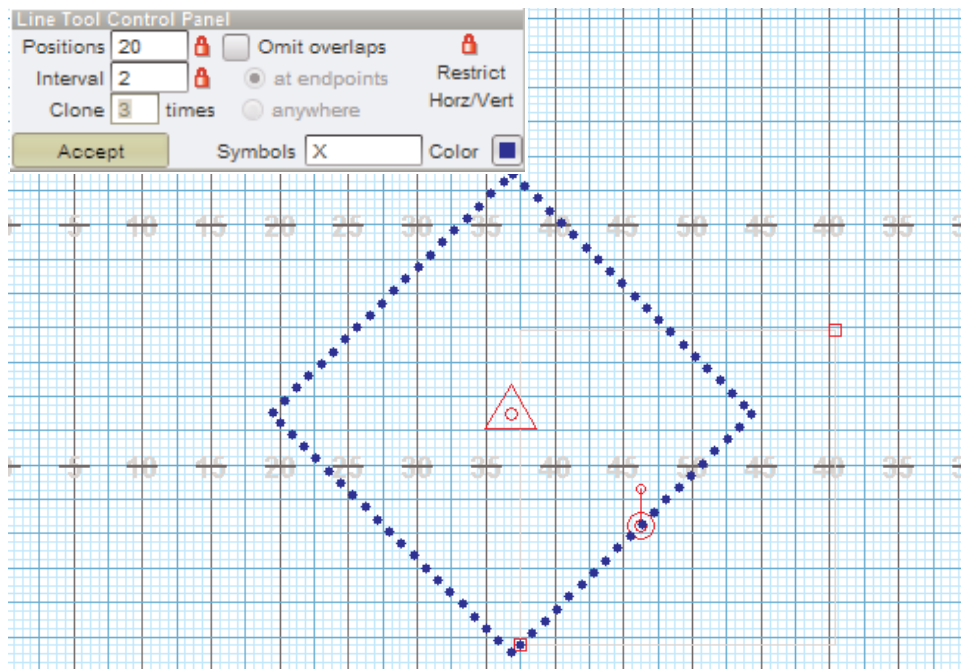 Line Tool Control Panel
Positions 20 Omit overlaps
Interval 2 at endpoints Restrict
Clone 3 times anywhere Horz/Vert
Accept Symbols X Color
5 10 15 20 25 30 35 40 45 50 45 40 35
5 10 15 20 25 30 35 40 45 50 45 40 35